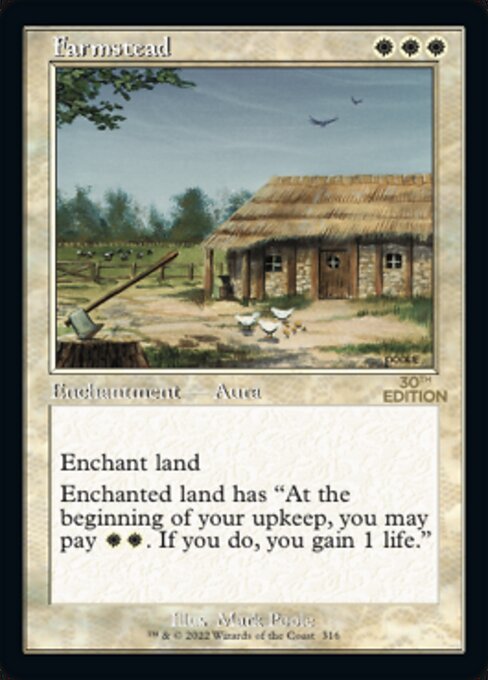 Farmstead
POOLE
30TH
EDITION
Enchantment — Aura
Enchant land
Enchanted land has “At the
beginning of your upkeep, you may
pay . If you do, you gain 1 life.”
Illus. Mark Poole
™ & © 2022 Wizards of the Coast 316